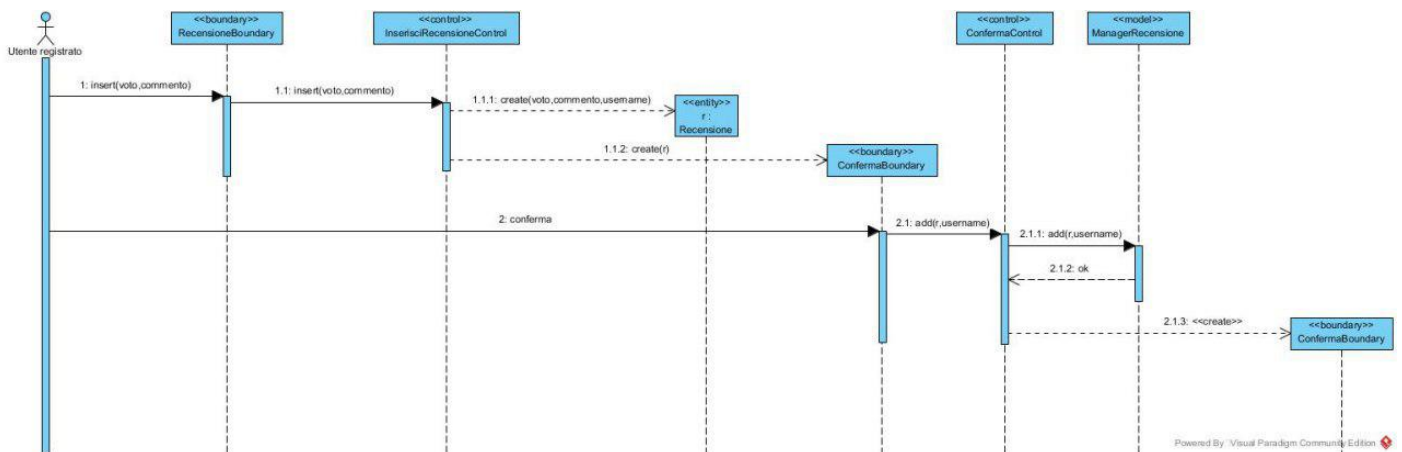 Utente registrato
<<boundary>>
RecensioneBoundary
<<control>>
InserisciRecensioneControl
<<control>>
ConfermaControl
<<model>>
ManagerRecensione
1: insert(voto,commento)
1.1: insert(voto,commento)
1.1.1: create(voto,commento,username)
<<entity>>
r :
Recensione
1.1.2: create(r)
<<boundary>>
ConfermaBoundary
2: conferma
2.1: add(r,username)
2.1.1: add(r,username)
2.1.2: ok
2.1.3: <<create>>
<<boundary>>
ConfermaBoundary
Powered By Visual Paradigm Community Edition